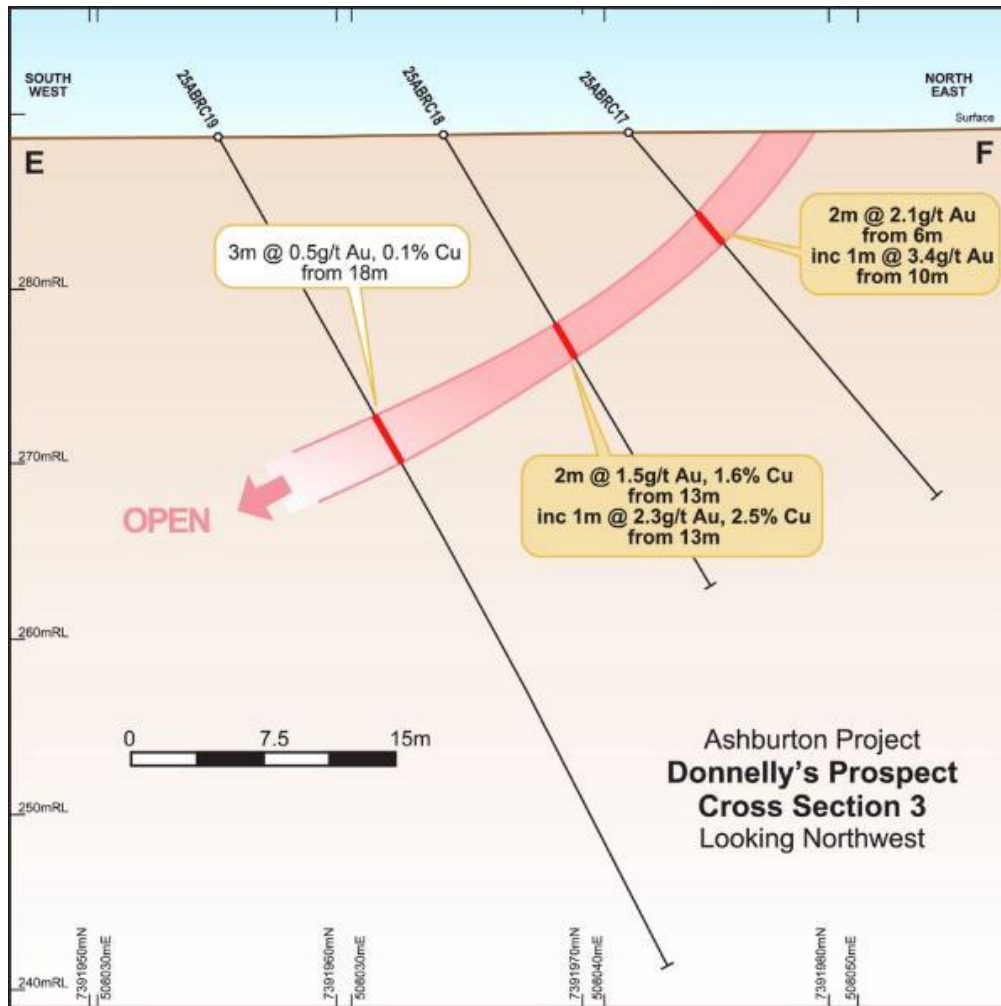 SOUTH
WEST
25ABRC19
25ABRC18
25ABRC17
NORTH
EAST
Surface
E
F
2m @ 2.1g/t Au
from 6m
inc 1m @ 3.4g/t Au
from 10m
3m @ 0.5g/t Au, 0.1% Cu
from 18m
280mRL
270mRL
2m @ 1.5g/t Au, 1.6% Cu
from 13m
inc 1m @ 2.3g/t Au, 2.5% Cu
from 13m
OPEN
260mRL
0 7.5 15m
Ashburton Project
Donnelly's Prospect
Cross Section 3
Looking Northwest
250mRL
240mRL
7391950mN
506030mE
7391960mN
506030mE
7391970mN
506040mE
7391980mN
506050mE